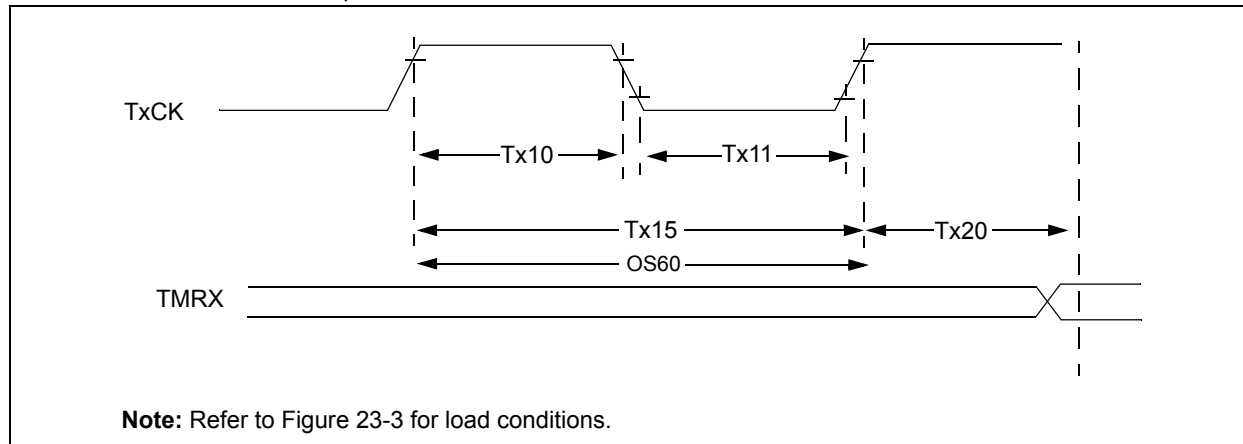 TxCK
Tx10
Tx11
Tx15
Tx20
OS60
TMRX
Note: Refer to Figure 23-3 for load conditions.